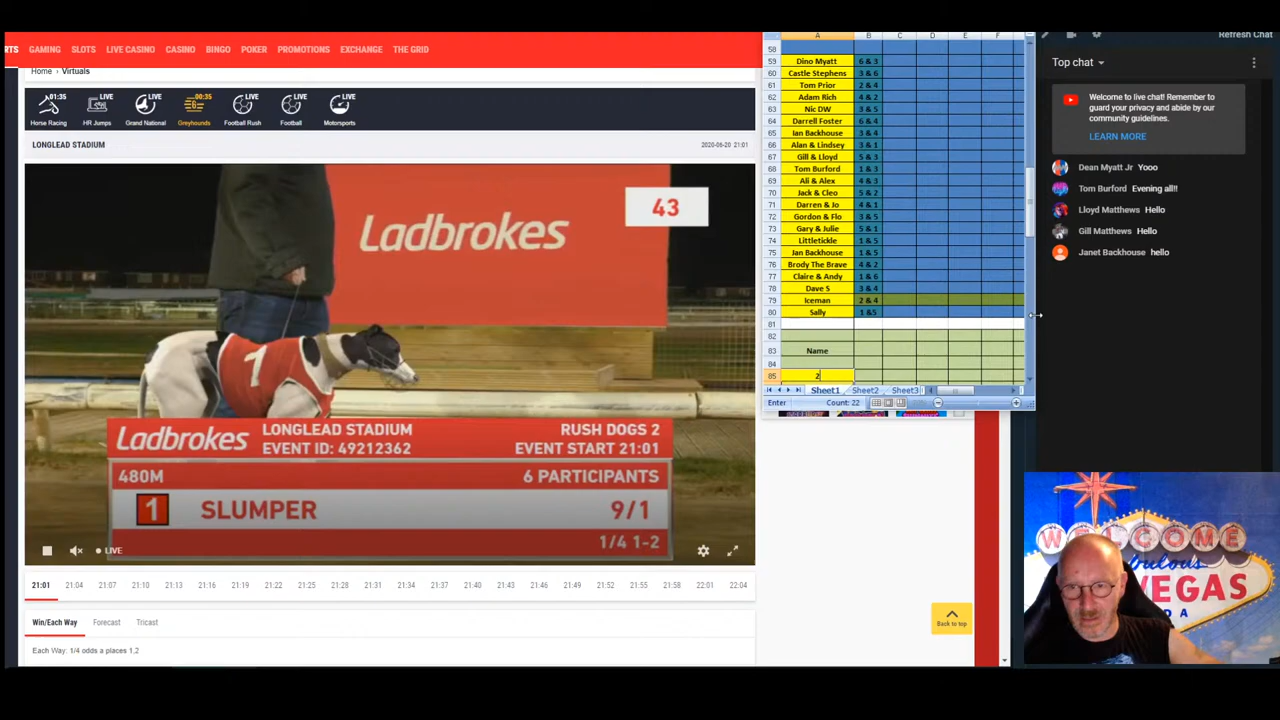 RTS GAMING SLOTS LIVE CASINO CASINO BINGO POKER PROMOTIONS EXCHANGE THE GRID
Home › Virtuals
01:35 LIVE LIVE 00:35 LIVE LIVE LIVE
Horse Racing HR Jumps Grand National Greyhounds Football Rush Football Motorsports
LONGLEAD STADIUM 2020-06-20 21:01
43
Ladbrokes
1
Ladbrokes LONGLEAD STADIUM RUSH DOGS 2
EVENT ID: 49212362 EVENT START 21:01
480M 6 PARTICIPANTS
1 SLUMPER 9/1
1/4 1-2
LIVE
21:01 21:04 21:07 21:10 21:13 21:16 21:19 21:22 21:25 21:28 21:31 21:34 21:37 21:40 21:43 21:46 21:49 21:52 21:55 21:58 22:01 22:04
Win/Each Way Forecast Tricast
Each Way: 1/4 odds a places 1,2
A B C D E F
58
59 Dino Myatt 6 & 3
60 Castle Stephens 3 & 6
61 Tom Prior 2 & 4
62 Adam Rich 4 & 2
63 Nic DW 3 & 5
64 Darrell Foster 6 & 4
65 Ian Backhouse 3 & 4
66 Alan & Lindsey 3 & 1
67 Gill & Lloyd 5 & 3
68 Tom Burford 1 & 3
69 Ali & Alex 4 & 3
70 Jack & Cleo 5 & 2
71 Darren & Jo 4 & 1
72 Gordon & Flo 3 & 5
73 Gary & Julie 5 & 1
74 Littletickle 1 & 5
75 Jan Backhouse 1 & 5
76 Brody The Brave 4 & 2
77 Claire & Andy 1 & 6
78 Dave S 3 & 4
79 Iceman 2 & 4
80 Sally 1 &5
81
82
83 Name
84
85 2
Sheet1 Sheet2 Sheet3
Enter Count: 22
Back to top
Refresh Chat
Top chat
Welcome to live chat! Remember to
guard your privacy and abide by our
community guidelines.
LEARN MORE
Dean Myatt Jr Yooo
Tom Burford Evening all!!
Lloyd Matthews Hello
Gill Matthews Hello
Janet Backhouse hello
WELCOME
Fabulous
VEGAS